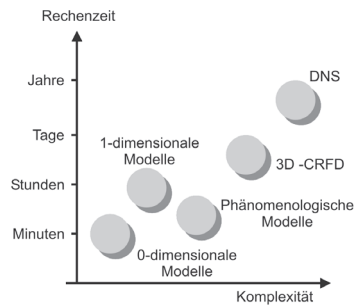 Rechenzeit
Jahre
DNS
Tage
1-dimensionale
Modelle
3D -CRFD
Stunden
Phänomenologische
Modelle
Minuten
0-dimensionale
Modelle
Komplexität